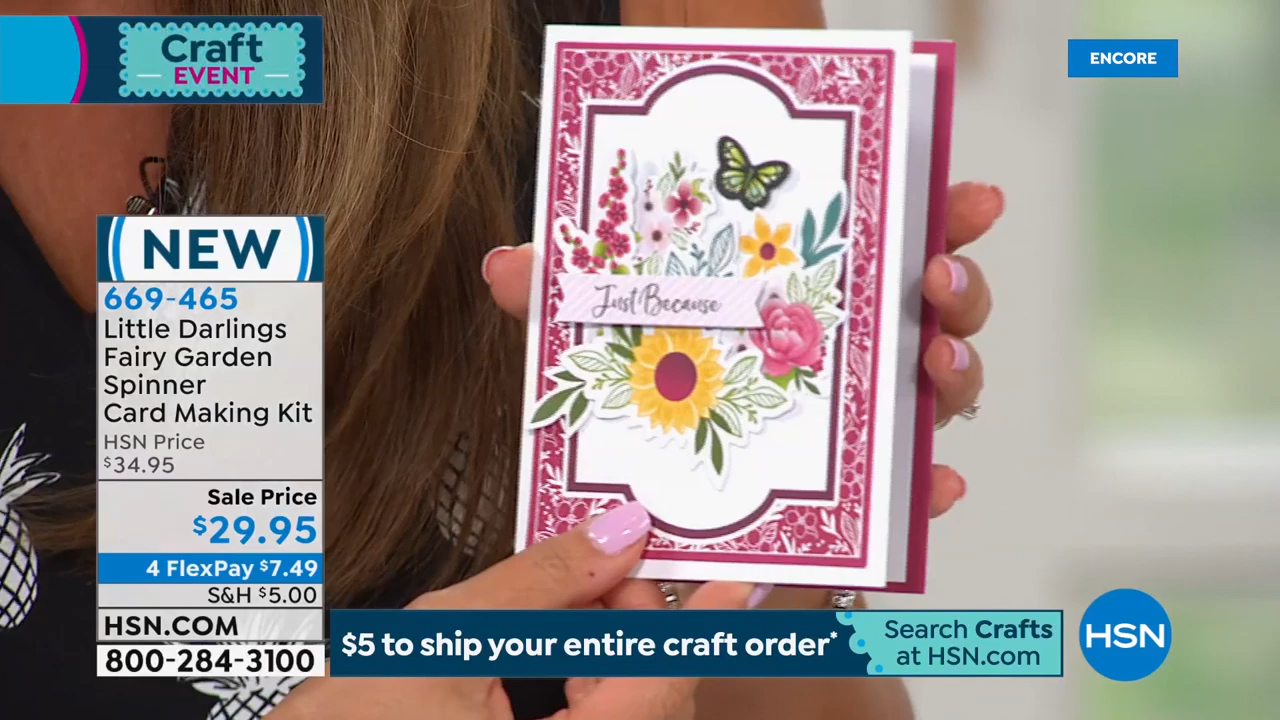 Craft
EVENT
ENCORE
NEW
669-465
Little Darlings
Fairy Garden
Spinner
Card Making Kit
HSN Price
$34.95
Sale Price
$29.95
4 FlexPay $7.49
S&H $5.00
HSN.COM
800-284-3100
Just Because
$5 to ship your entire craft order*
Search Crafts
at HSN.com
HSN